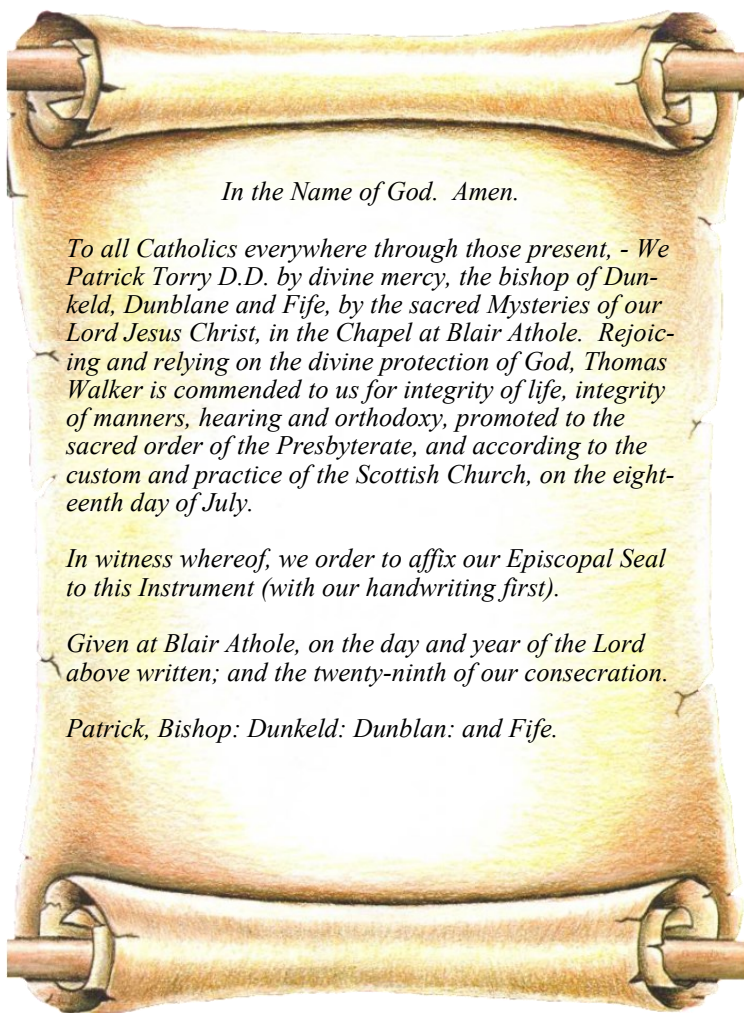 In the Name of God.  Amen.
To all Catholics everywhere through those present, - We
Patrick Torry D.D. by divine mercy, the bishop of Dun-
keld, Dunblane and Fife, by the sacred Mysteries of our
Lord Jesus Christ, in the Chapel at Blair Athole.  Rejoic-
ing and relying on the divine protection of God, Thomas
Walker is commended to us for integrity of life, integrity
of manners, hearing and orthodoxy, promoted to the
sacred order of the Presbyterate, and according to the
custom and practice of the Scottish Church, on the eight-
eenth day of July.
In witness whereof, we order to affix our Episcopal Seal
to this Instrument (with our handwriting first).
Given at Blair Athole, on the day and year of the Lord
above written; and the twenty-ninth of our consecration.
Patrick, Bishop: Dunkeld: Dunblan: and Fife.